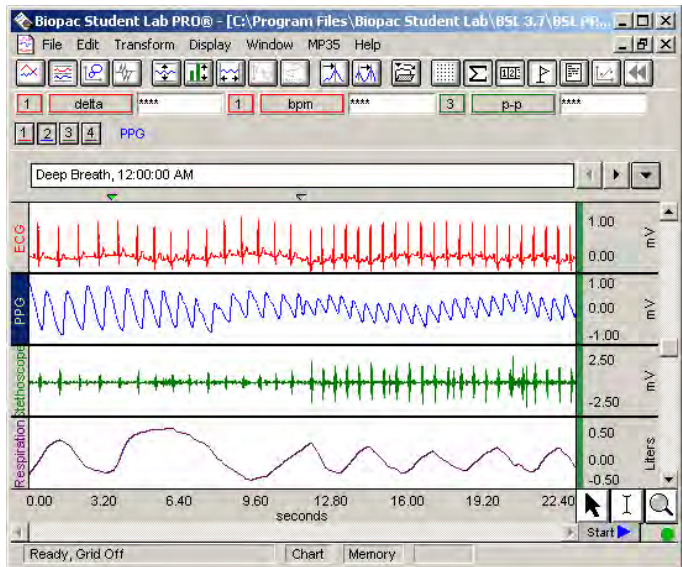 Biopac Student Lab PRO® - [C:\Program Files\Biopac Student Lab\BSL 3.7\BSL PR...
File Edit Transform Display Window MP35 Help
1 delta **** 1 bpm **** 3 p-p ****
1 2 3 4 PPG
Deep Breath, 12:00:00 AM
ECG
1.00
0.00
mV
PPG
1.00
0.00
-1.00
mV
Stethoscope
2.50
-2.50
mV
Respiration
0.50
0.00
-0.50
Liters
0.00 3.20 6.40 9.60 12.80 16.00 19.20 22.40
seconds
Start
Ready, Grid Off Chart Memory